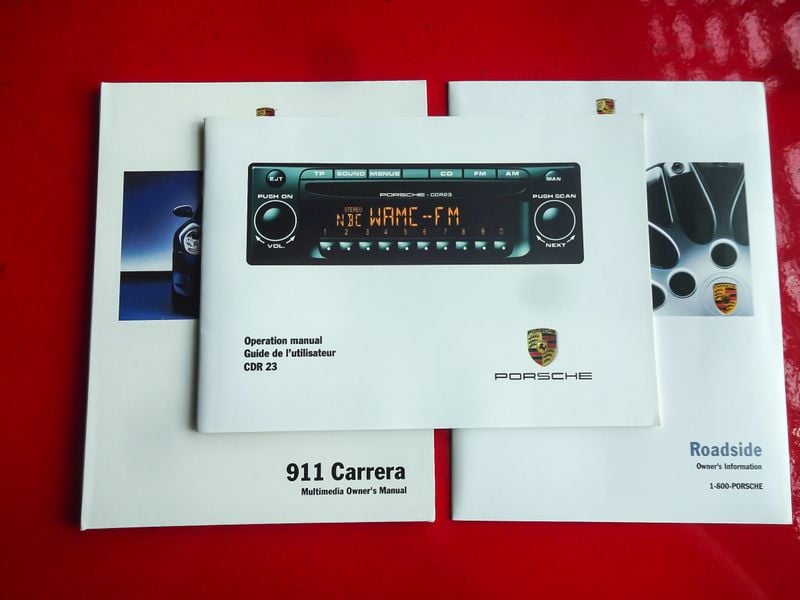 EJT
TP SOUND MENUE CD FM AM
MAN
PORSCHE - CDR23
PUSH ON
PUSH SCAN
STEREO
NBC WAMC--FM
1 2 3 4 5 6 7 8 9 0
VOL.
NEXT
Operation manual
Guide de l'utilisateur
CDR 23
PORSCHE
PORSCHE
911 Carrera
Multimedia Owner's Manual
Roadside
Owner's Information
1-800-PORSCHE